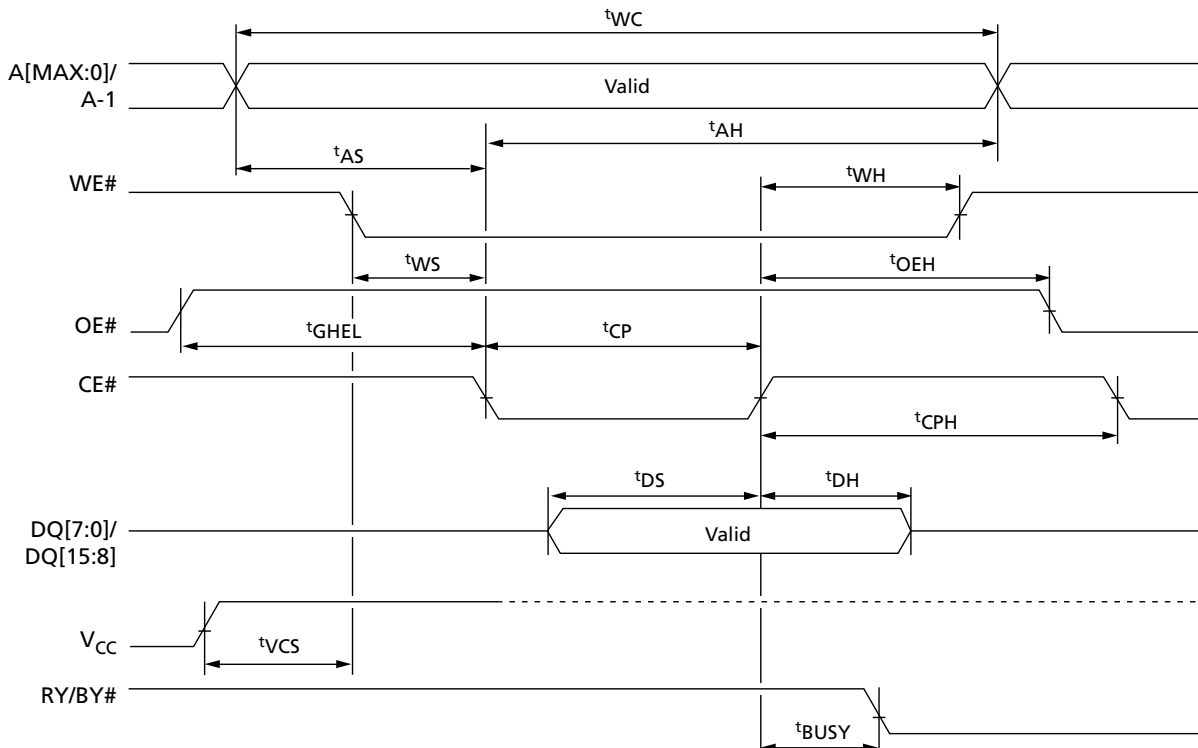 tWC
A[MAX:0]/
A-1
Valid
tAH
tAS
WE#
tWH
tWS
tOEH
OE#
tGHEL
tCP
CE#
tCPH
tDS
tDH
DQ[7:0]/
DQ[15:8]
Valid
VCC
tVCS
RY/BY#
tBUSY